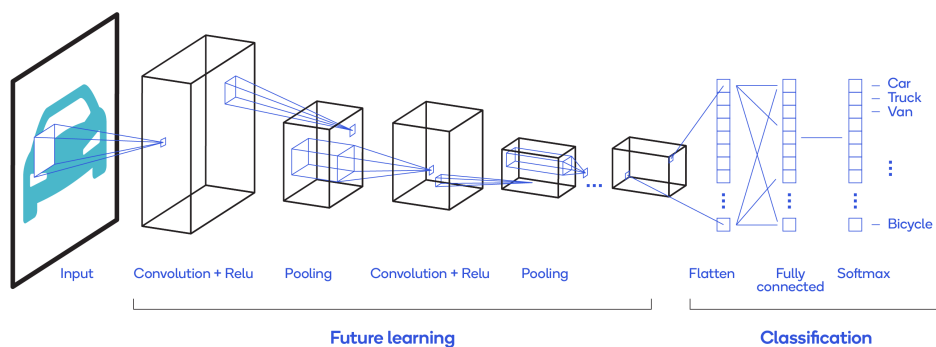 Car
Truck
Van
Bicycle
Input
Convolution + Relu
Pooling
Convolution + Relu
Pooling
Flatten
Fully
connected
Softmax
Future learning
Classification